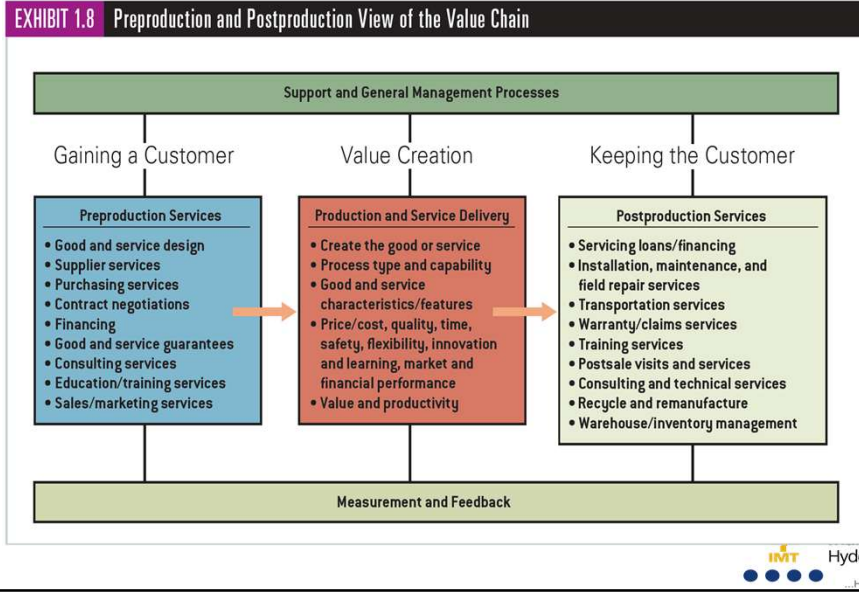 EXHIBIT 1.8 Preproduction and Postproduction View of the Value Chain
Support and General Management Processes
Gaining a Customer
Value Creation
Keeping the Customer
Preproduction Services
• Good and service design
• Supplier services
• Purchasing services
• Contract negotiations
• Financing
• Good and service guarantees
• Consulting services
• Education/training services
• Sales/marketing services
Production and Service Delivery
• Create the good or service
• Process type and capability
• Good and service
characteristics/features
• Price/cost, quality, time,
safety, flexibility, innovation
and learning, market and
financial performance
• Value and productivity
Postproduction Services
• Servicing loans/financing
• Installation, maintenance, and
field repair services
• Transportation services
• Warranty/claims services
• Training services
• Postsale visits and services
• Consulting and technical services
• Recycle and remanufacture
• Warehouse/inventory management
Measurement and Feedback
IMT